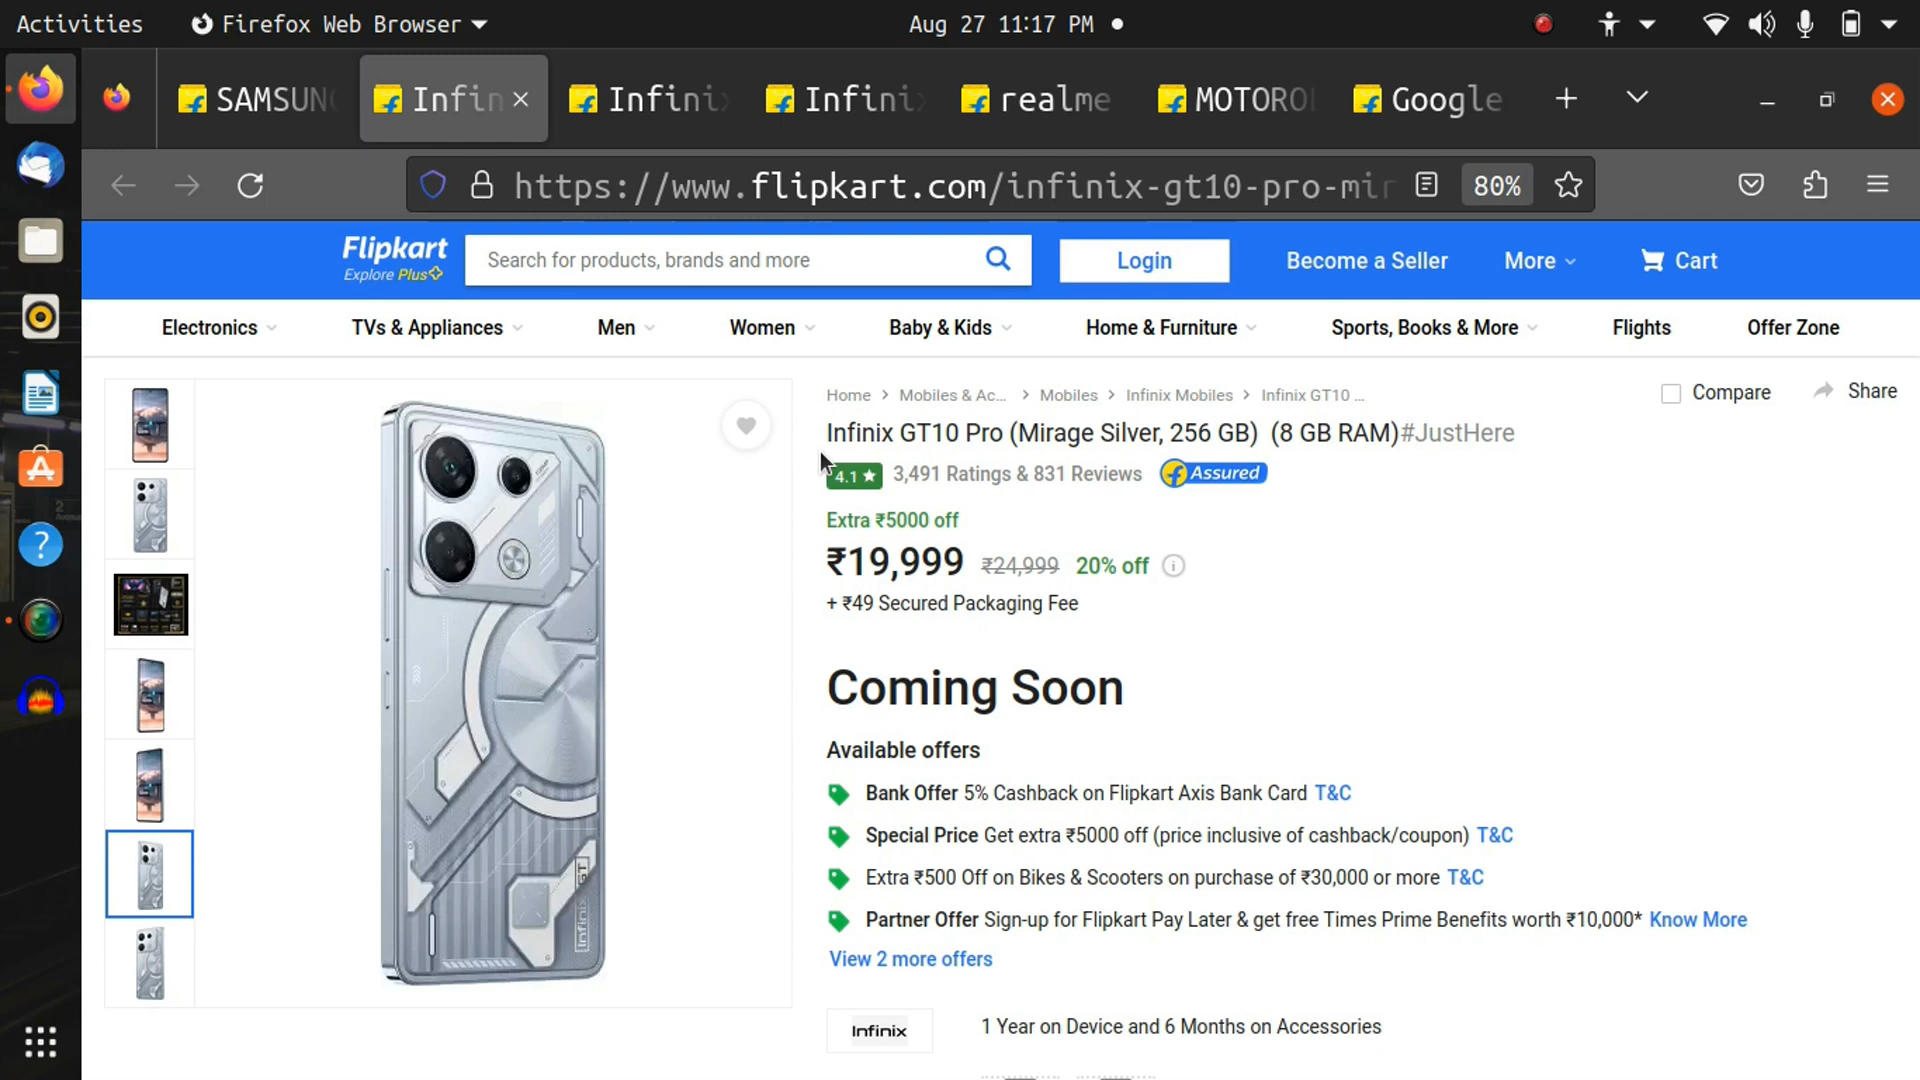 Activities Firefox Web Browser Aug 27 11:17 PM
SAMSUN Infin Infini Infini realme MOTORO Google
https://www.flipkart.com/infinix-gt10-pro-mir 80%
Flipkart Search for products, brands and more Login Become a Seller More Cart
Explore Plus
Electronics TVs & Appliances Men Women Baby & Kids Home & Furniture Sports, Books & More Flights Offer Zone
Home Mobiles & Ac... Mobiles Infinix Mobiles Infinix GT10 ... Compare Share
Infinix GT10 Pro (Mirage Silver, 256 GB) (8 GB RAM)#JustHere
4.1★ 3,491 Ratings & 831 Reviews Assured
Extra ₹5000 off
₹19,999 ₹24,999 20% off i
+ ₹49 Secured Packaging Fee
Coming Soon
Available offers
Bank Offer 5% Cashback on Flipkart Axis Bank Card T&C
Special Price Get extra ₹5000 off (price inclusive of cashback/coupon) T&C
Extra ₹500 Off on Bikes & Scooters on purchase of ₹30,000 or more T&C
Partner Offer Sign-up for Flipkart Pay Later & get free Times Prime Benefits worth ₹10,000* Know More
View 2 more offers
Infinix GT
Infinix 1 Year on Device and 6 Months on Accessories